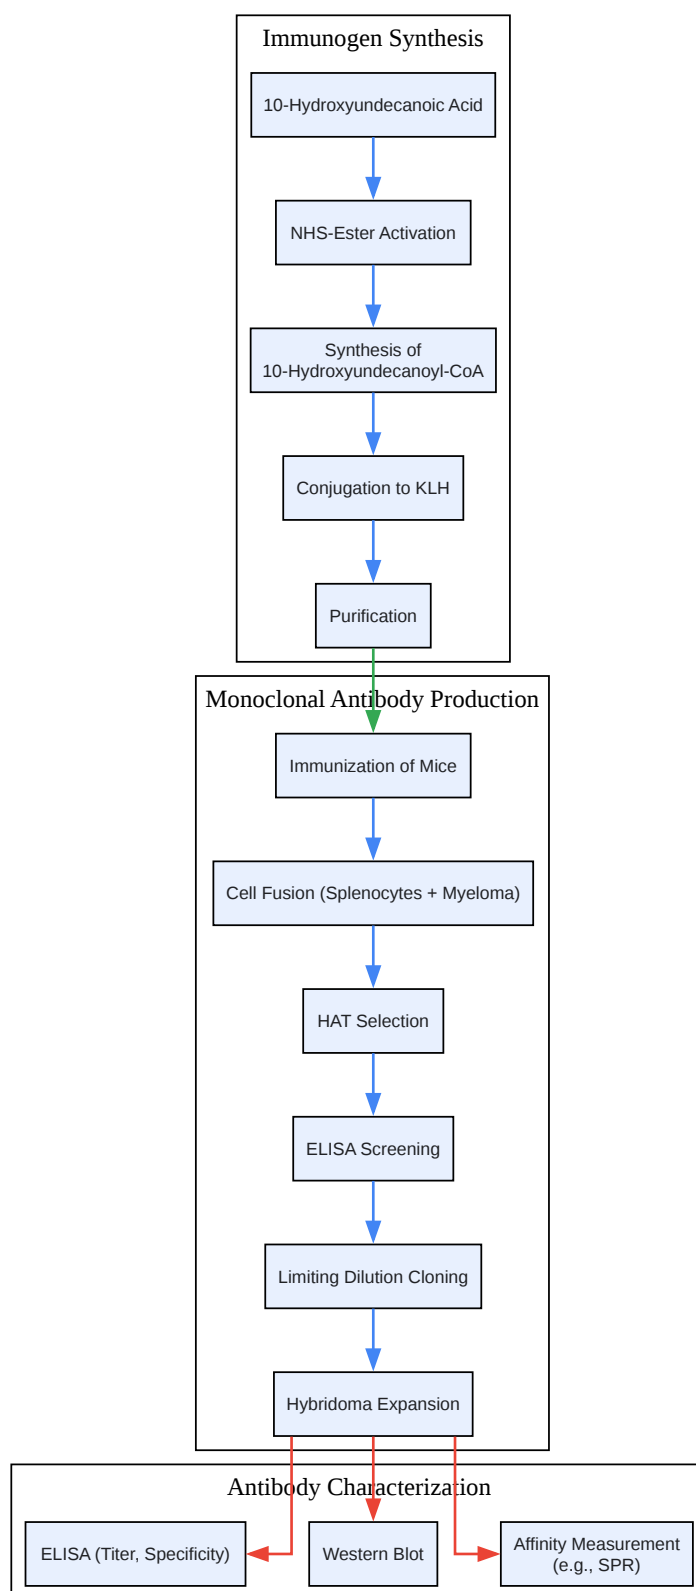 Immunogen Synthesis
10-Hydroxyundecanoic Acid
NHS-Ester Activation
Synthesis of
10-Hydroxyundecanoyl-CoA
Conjugation to KLH
Purification
Monoclonal Antibody Production
Immunization of Mice
Cell Fusion (Splenocytes + Myeloma)
HAT Selection
ELISA Screening
Limiting Dilution Cloning
Hybridoma Expansion
Antibody Characterization
ELISA (Titer, Specificity)
Western Blot
Affinity Measurement
(e.g., SPR)